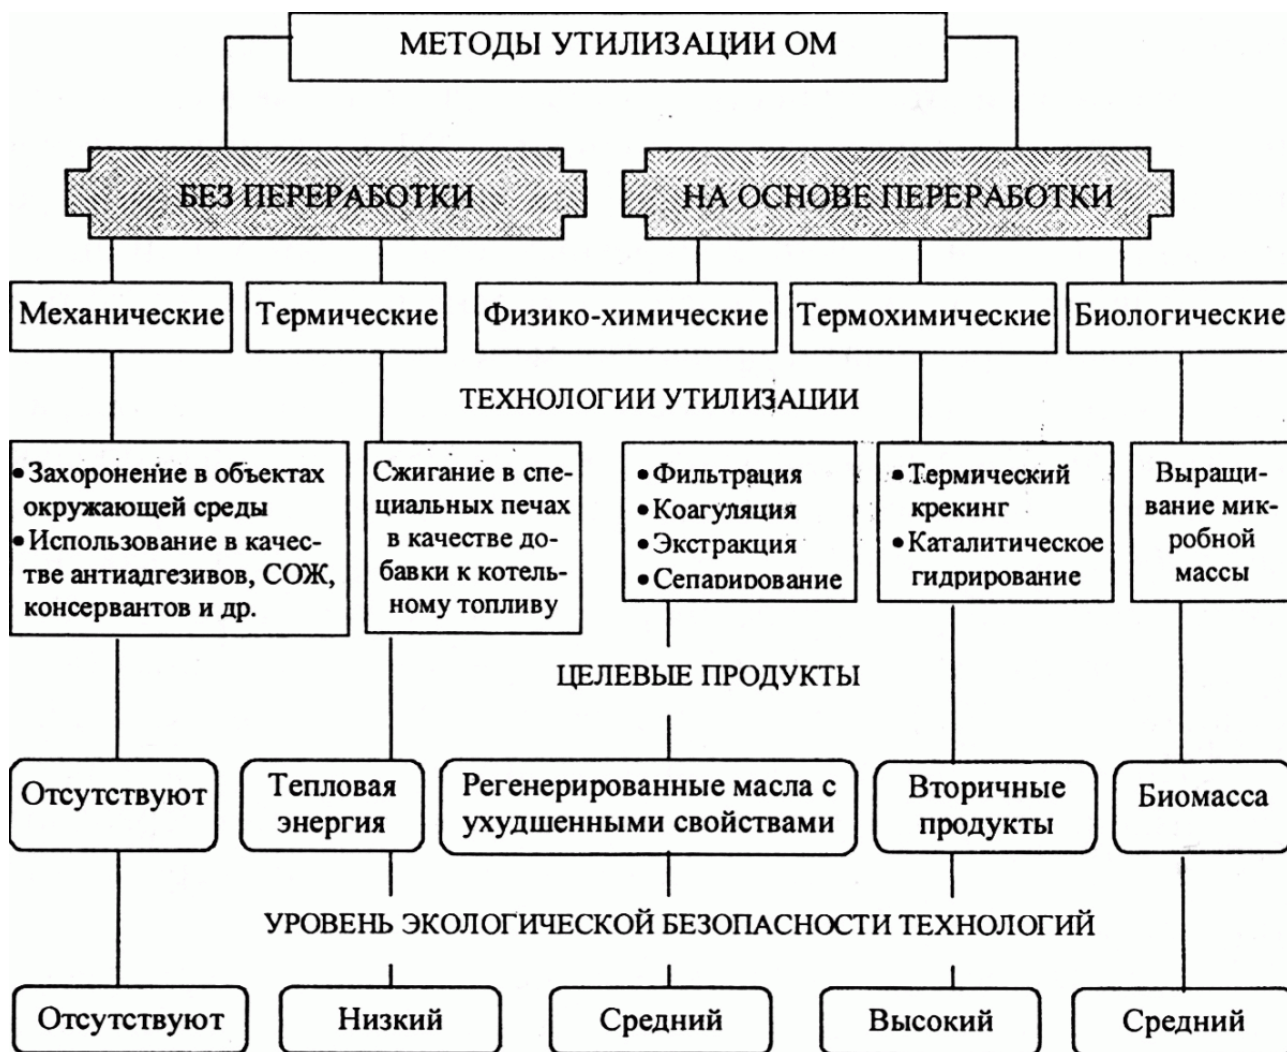 МЕТОДЫ УТИЛИЗАЦИИ ОМ
БЕЗ ПЕРЕРАБОТКИ
НА ОСНОВЕ ПЕРЕРАБОТКИ
Механические
Термические
Физико-химические
Термохимические
Биологические
ТЕХНОЛОГИИ УТИЛИЗАЦИИ
• Захоронение в объектах
окружающей среды
• Использование в качес-
тве антиадгезивов, СОЖ,
консервантов и др.
Сжигание в спе-
циальных печах
в качестве до-
бавки к котель-
ному топливу
• Фильтрация
• Коагуляция
• Экстракция
• Сепарирование
• Термический
крекинг
• Каталитическое
гидрирование
Выращи-
вание мик-
робной
массы
ЦЕЛЕВЫЕ ПРОДУКТЫ
Отсутствуют
Тепловая
энергия
Регенерированные масла с
ухудшенными свойствами
Вторичные
продукты
Биомасса
УРОВЕНЬ ЭКОЛОГИЧЕСКОЙ БЕЗОПАСНОСТИ ТЕХНОЛОГИЙ
Отсутствуют
Низкий
Средний
Высокий
Средний